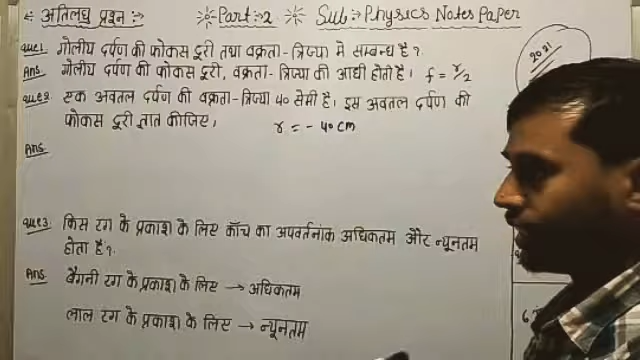 अतिलघु प्रश्न :- Part:-2 Sub:- Physics Notes Paper
Que1 गोलीय दर्पण की फोकस दूरी तथा वक्रता-त्रिज्या में सम्बन्ध है?
Ans गोलीय दर्पण की फोकस दूरी, वक्रता-त्रिज्या की आधी होती है। f = r/2
Que2 एक अवतल दर्पण की वक्रता-त्रिज्या 40 सेमी है। इस अवतल दर्पण की
फोकस दूरी ज्ञात कीजिए। r = - 40 cm
Ans
Que3 किस रंग के प्रकाश के लिए काँच का अपवर्तनांक अधिकतम और न्यूनतम
होता है?
Ans बैगनी रंग के प्रकाश के लिए → अधिकतम
लाल रंग के प्रकाश के लिए → न्यूनतम
2021